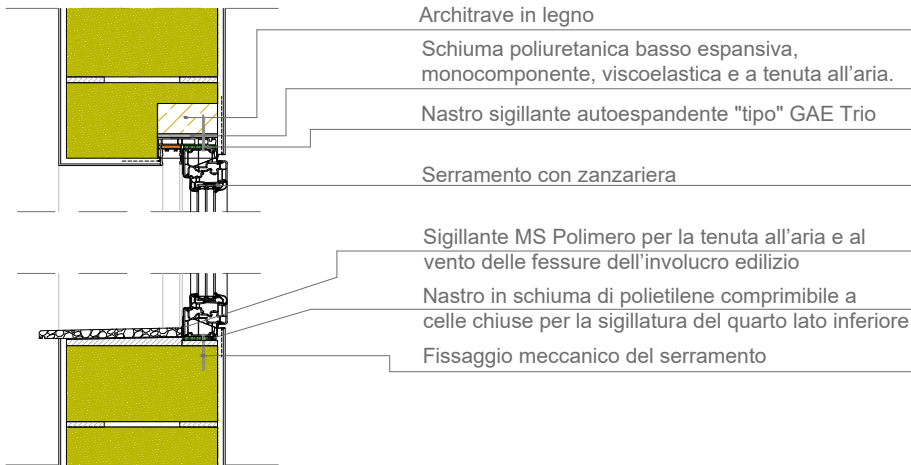 Architrave in legno
Schiuma poliuretanica basso espansiva,
monocomponente, viscoelastica e a tenuta all'aria.
Nastro sigillante autoespandente "tipo" GAE Trio
Serramento con zanzariera
Sigillante MS Polimero per la tenuta all'aria e al
vento delle fessure dell'involucro edilizio
Nastro in schiuma di polietilene comprimibile a
celle chiuse per la sigillatura del quarto lato inferiore
Fissaggio meccanico del serramento